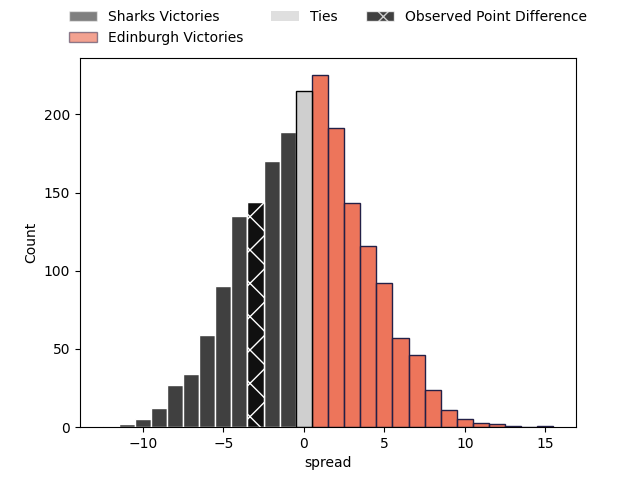 Sharks Victories
Ties
Observed Point Difference
Edinburgh Victories
200
150
100
50
0
Count
−10
−5
0
5
10
15
spread